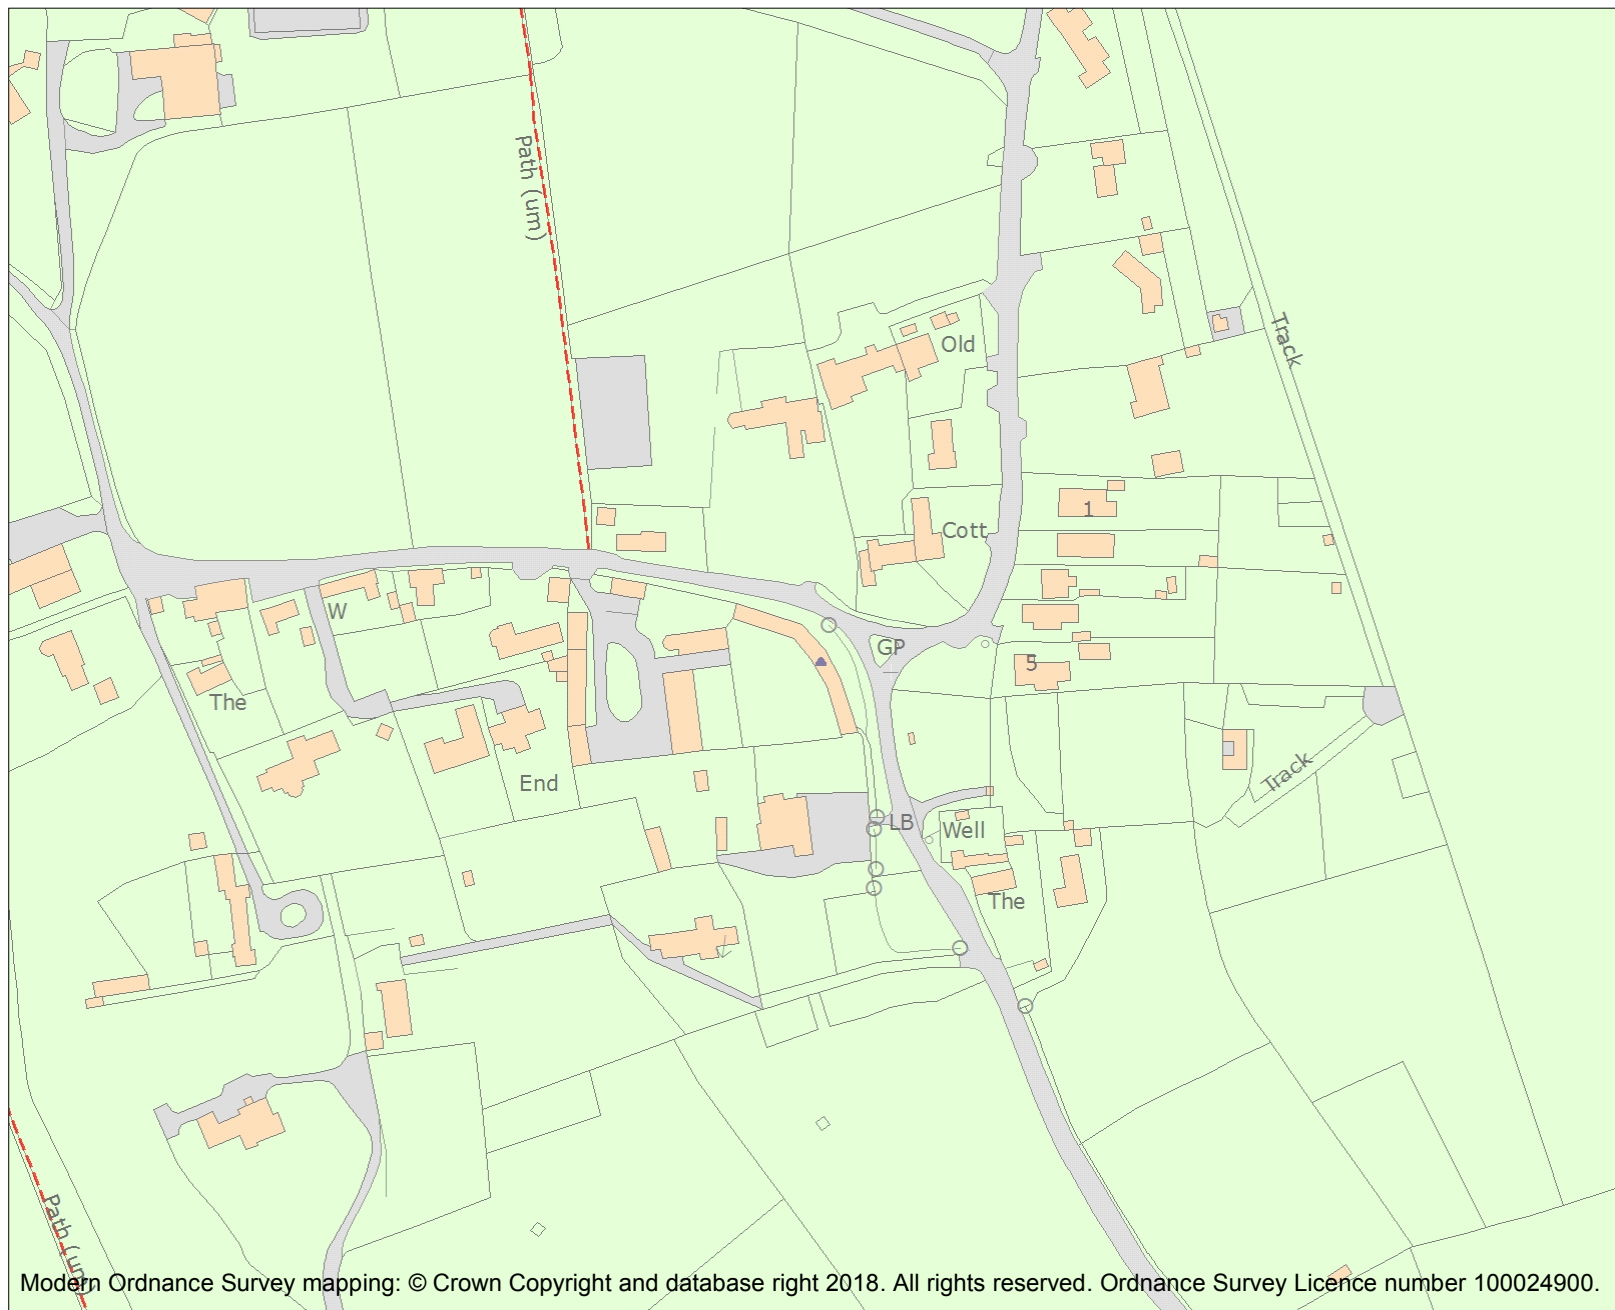 Path (um)
Track
Old
1
Cott
W
GP
5
The
Track
End
LB
Well
The
Path (um)
Modern Ordnance Survey mapping: © Crown Copyright and database right 2018. All rights reserved. Ordnance Survey Licence number 100024900.